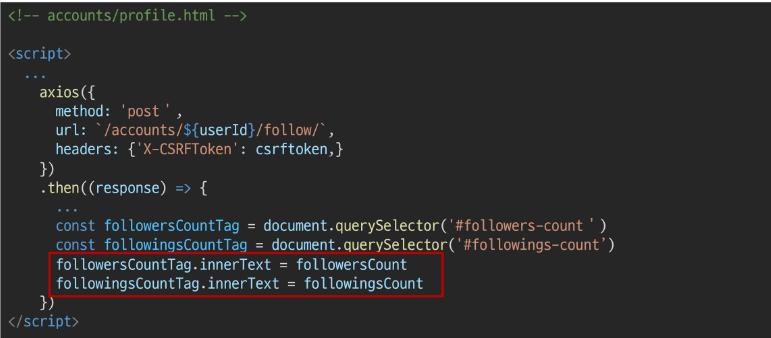 <!-- accounts/profile.html -->
<script>
...
axios({
method: 'post',
url: `/accounts/${userId}/follow/`,
headers: {'X-CSRFToken': csrftoken,}
})
.then((response) => {
...
const followersCountTag = document.querySelector('#followers-count')
const followingsCountTag = document.querySelector('#followings-count’)
followersCountTag.innerText = followersCount
followingsCountTag.innerText = followingsCount
})
</script>